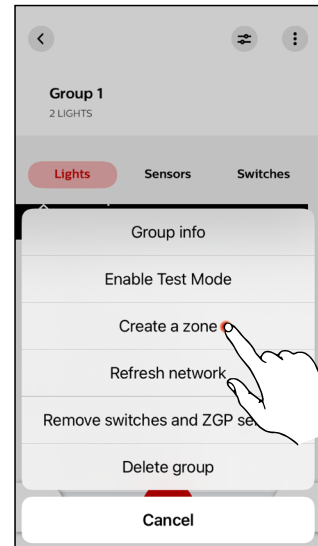 Group 1
2 LIGHTS
Lights Sensors Switches
Group info
Enable Test Mode
Create a zone
Refresh network
Remove switches and ZGP
Delete group
Cancel